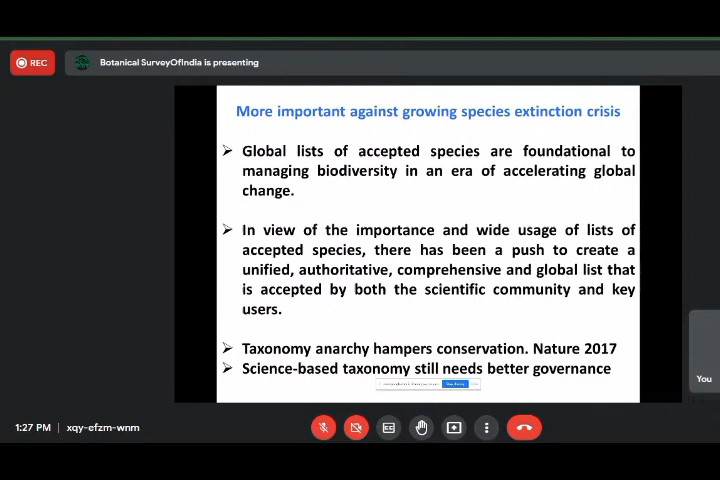 REC
Botanical SurveyOfIndia is presenting
More important against growing species extinction crisis
➢ Global lists of accepted species are foundational to
managing biodiversity in an era of accelerating global
change.
➢ In view of the importance and wide usage of lists of
accepted species, there has been a push to create a
unified, authoritative, comprehensive and global list that
is accepted by both the scientific community and key
users.
➢ Taxonomy anarchy hampers conservation. Nature 2017
➢ Science-based taxonomy still needs better governance
You
1:27 PM | xqy-efzm-wnm